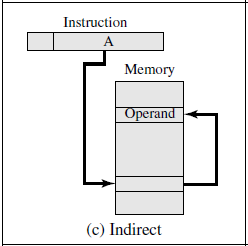 Instruction
A
Memory
Operand
(c) Indirect